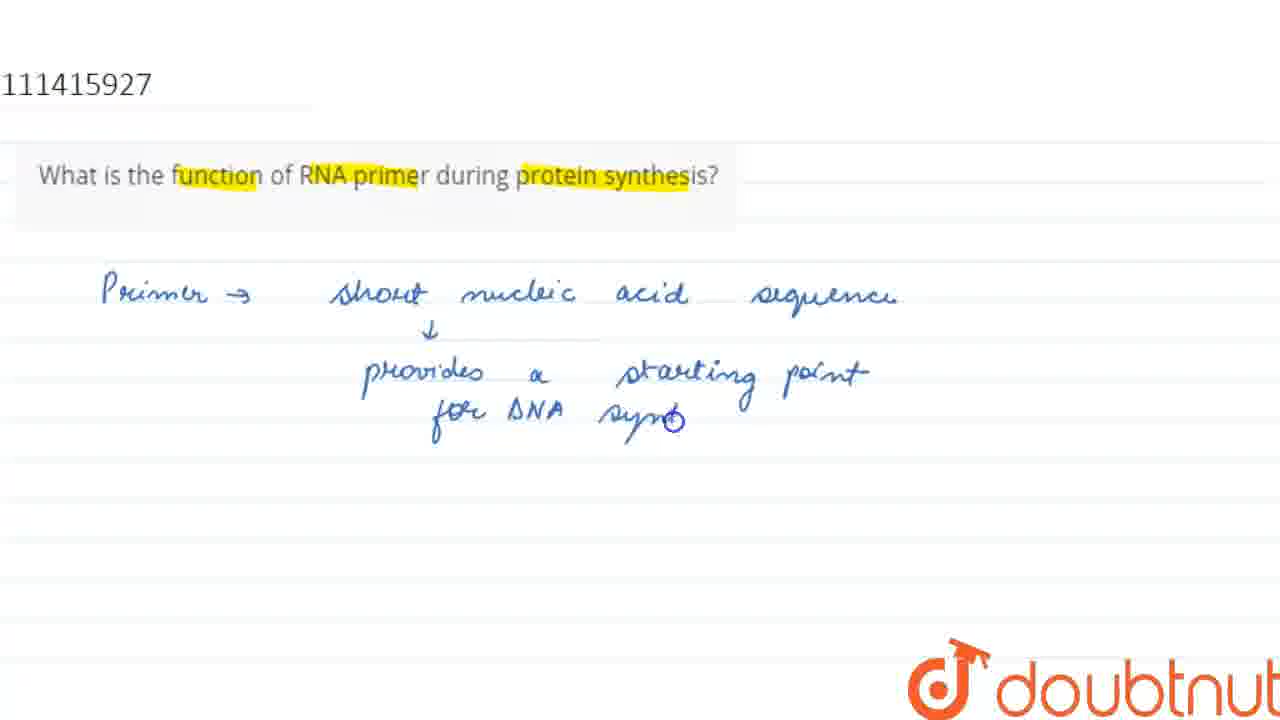 111415927
What is the function of RNA primer during protein synthesis?
Primer → short nucleic acid sequence
↓
provides a starting point
for DNA synt
doubtnut